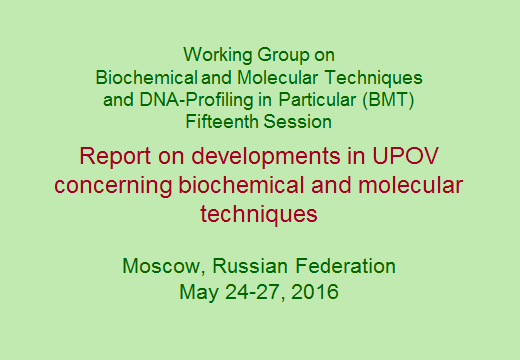 Working Group on
Biochemical and Molecular Techniques
and DNA-Profiling in Particular (BMT)
Fifteenth Session
Report on developments in UPOV
concerning biochemical and molecular
techniques
Moscow, Russian Federation
May 24-27, 2016